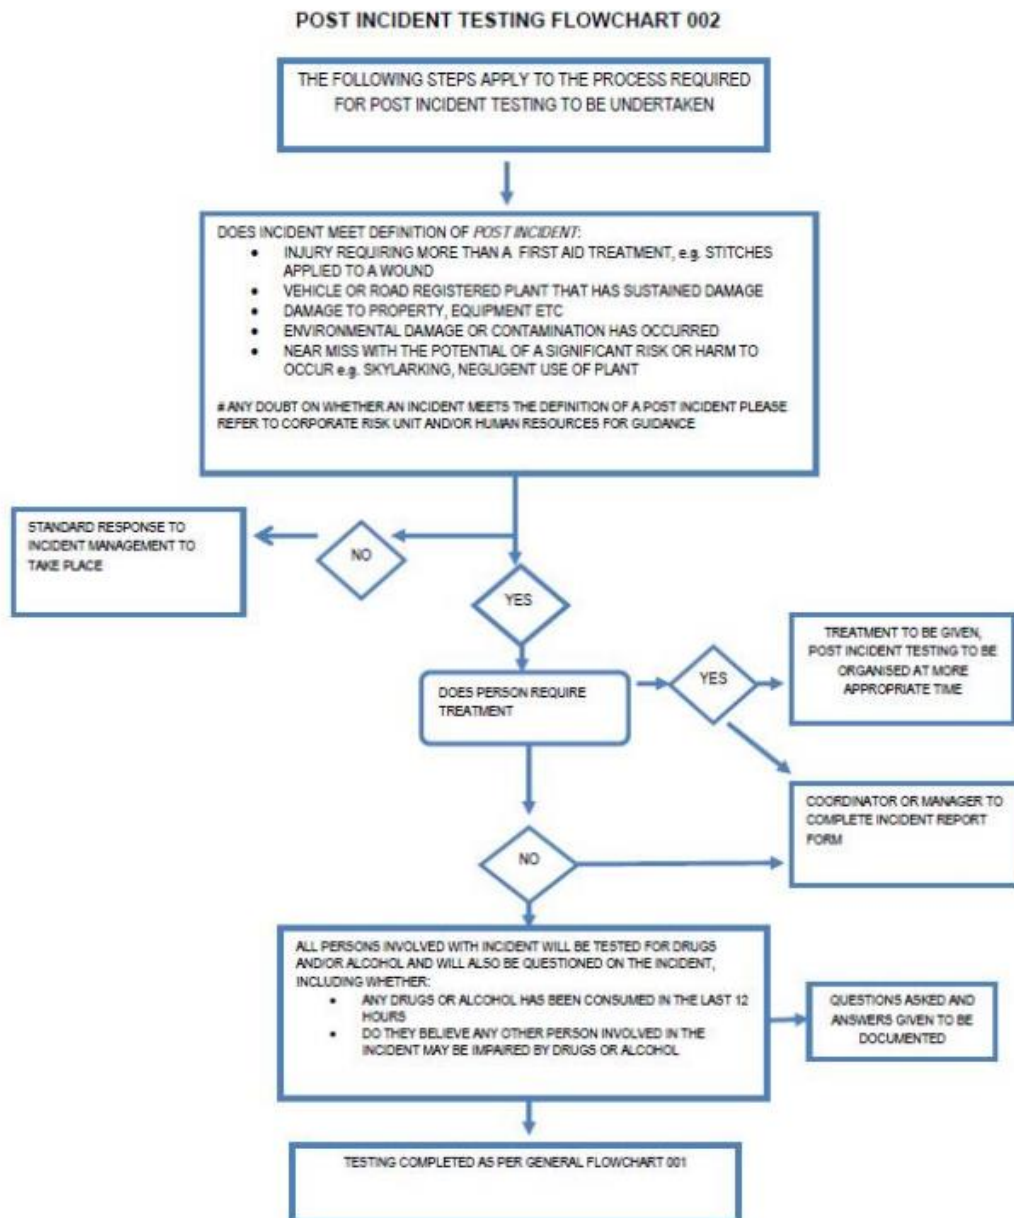 POST INCIDENT TESTING FLOWCHART 002
THE FOLLOWING STEPS APPLY TO THE PROCESS REQUIRED
FOR POST INCIDENT TESTING TO BE UNDERTAKEN
DOES INCIDENT MEET DEFINITION OF POST INCIDENT:
• INJURY REQUIRING MORE THAN A FIRST AID TREATMENT, e.g. STITCHES
APPLIED TO A WOUND
• VEHICLE OR ROAD REGISTERED PLANT THAT HAS SUSTAINED DAMAGE
• DAMAGE TO PROPERTY, EQUIPMENT ETC
• ENVIRONMENTAL DAMAGE OR CONTAMINATION HAS OCCURRED
• NEAR MISS WITH THE POTENTIAL OF A SIGNIFICANT RISK OR HARM TO
OCCUR e.g. SKYLARKING, NEGLIGENT USE OF PLANT
# ANY DOUBT ON WHETHER AN INCIDENT MEETS THE DEFINITION OF A POST INCIDENT PLEASE
REFER TO CORPORATE RISK UNIT AND/OR HUMAN RESOURCES FOR GUIDANCE
STANDARD RESPONSE TO
INCIDENT MANAGEMENT TO
TAKE PLACE
NO
YES
DOES PERSON REQUIRE
TREATMENT
YES
TREATMENT TO BE GIVEN,
POST INCIDENT TESTING TO BE
ORGANISED AT MORE
APPROPRIATE TIME
COORDINATOR OR MANAGER TO
COMPLETE INCIDENT REPORT
FORM
NO
ALL PERSONS INVOLVED WITH INCIDENT WILL BE TESTED FOR DRUGS
AND/OR ALCOHOL AND WILL ALSO BE QUESTIONED ON THE INCIDENT,
INCLUDING WHETHER:
• ANY DRUGS OR ALCOHOL HAS BEEN CONSUMED IN THE LAST 12
HOURS
• DO THEY BELIEVE ANY OTHER PERSON INVOLVED IN THE
INCIDENT MAY BE IMPAIRED BY DRUGS OR ALCOHOL
QUESTIONS ASKED AND
ANSWERS GIVEN TO BE
DOCUMENTED
TESTING COMPLETED AS PER GENERAL FLOWCHART 001